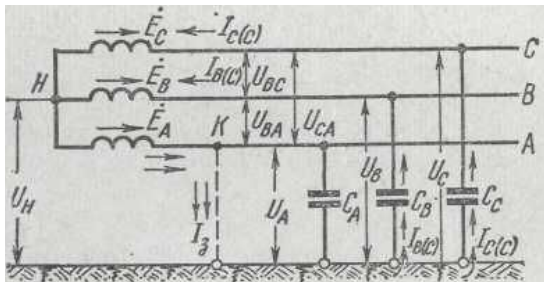 Ė_C I_C(C) C
H Ė_B I_B(C) U_BC B
Ė_A K U_BA U_CA A
U_H I_З U_A C_A U_B C_B U_C C_C
I_B(C) I_C(C)